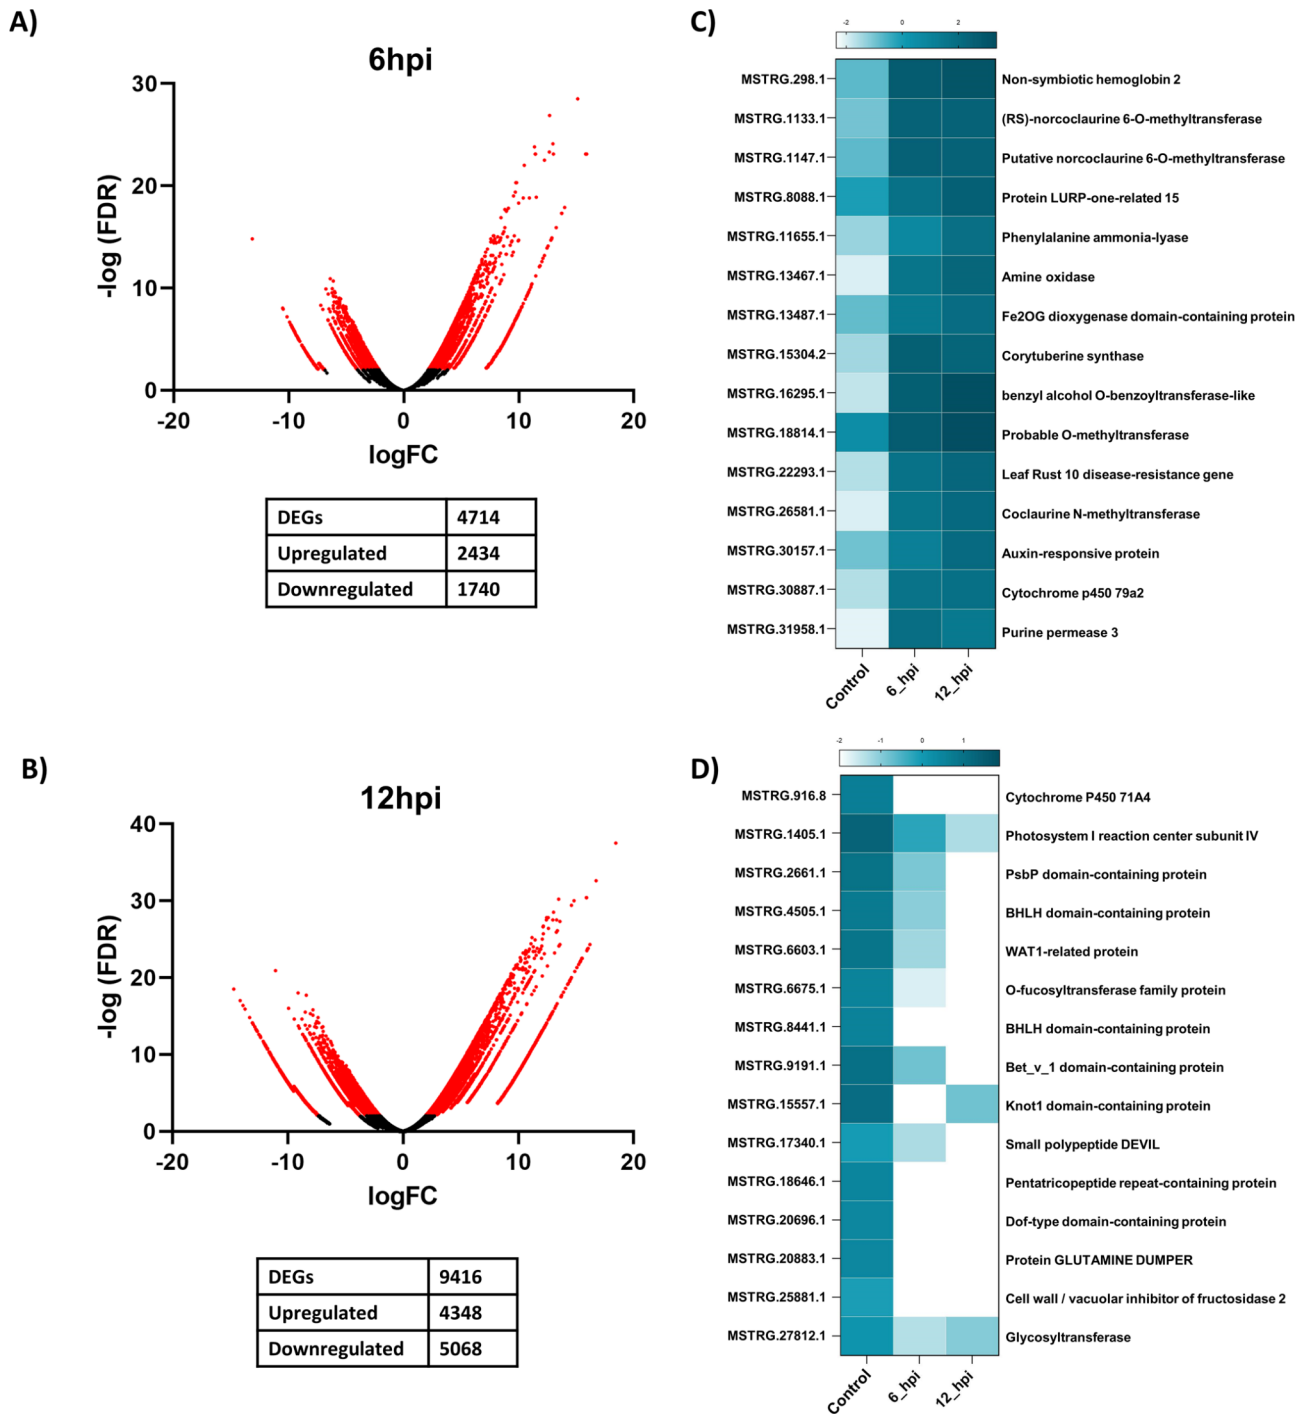 A)
6hpi
30
20
10
0
-20 -10 0 10 20
-log (FDR)
logFC
DEGs 4714
Upregulated 2434
Downregulated 1740
B)
12hpi
40
30
20
10
0
-20 -10 0 10 20
-log (FDR)
logFC
DEGs 9416
Upregulated 4348
Downregulated 5068
C)
-2 0 2
MSTRG.298.1 Non-symbiotic hemoglobin 2
MSTRG.1133.1 (RS)-norcoclaurine 6-O-methyltransferase
MSTRG.1147.1 Putative norcoclaurine 6-O-methyltransferase
MSTRG.8088.1 Protein LURP-one-related 15
MSTRG.11655.1 Phenylalanine ammonia-lyase
MSTRG.13467.1 Amine oxidase
MSTRG.13487.1 Fe2OG dioxygenase domain-containing protein
MSTRG.15304.2 Corytuberine synthase
MSTRG.16295.1 benzyl alcohol O-benzoyltransferase-like
MSTRG.18814.1 Probable O-methyltransferase
MSTRG.22293.1 Leaf Rust 10 disease-resistance gene
MSTRG.26581.1 Coclaurine N-methyltransferase
MSTRG.30157.1 Auxin-responsive protein
MSTRG.30887.1 Cytochrome p450 79a2
MSTRG.31958.1 Purine permease 3
Control 6_hpi 12_hpi
D)
-2 -1 0 1
MSTRG.916.8 Cytochrome P450 71A4
MSTRG.1405.1 Photosystem I reaction center subunit IV
MSTRG.2661.1 PsbP domain-containing protein
MSTRG.4505.1 BHLH domain-containing protein
MSTRG.6603.1 WAT1-related protein
MSTRG.6675.1 O-fucosyltransferase family protein
MSTRG.8441.1 BHLH domain-containing protein
MSTRG.9191.1 Bet_v_1 domain-containing protein
MSTRG.15557.1 Knot1 domain-containing protein
MSTRG.17340.1 Small polypeptide DEVIL
MSTRG.18646.1 Pentatricopeptide repeat-containing protein
MSTRG.20696.1 Dof-type domain-containing protein
MSTRG.20883.1 Protein GLUTAMINE DUMPER
MSTRG.25881.1 Cell wall / vacuolar inhibitor of fructosidase 2
MSTRG.27812.1 Glycosyltransferase
Control 6_hpi 12_hpi